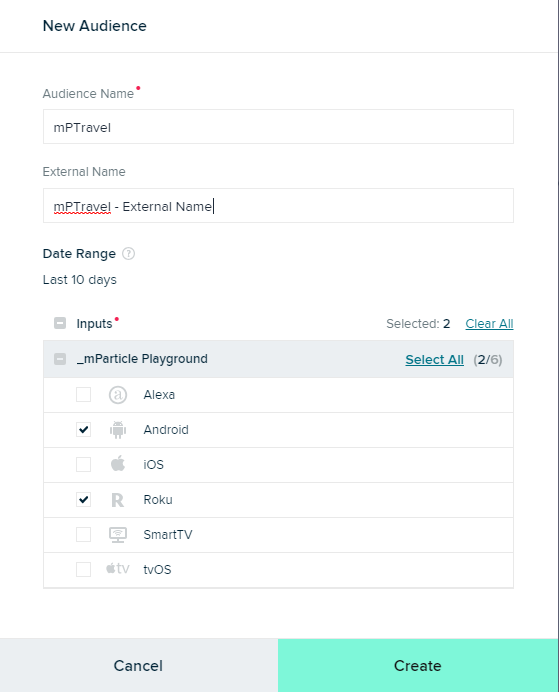 New Audience
Audience Name
mPTravel
External Name
mPTravel - External Name
Date Range ?
Last 10 days
Inputs Selected: 2 Clear All
_mParticle Playground Select All (2/6)
Alexa
Android
iOS
Roku
SmartTV
tv tvOS
Cancel Create